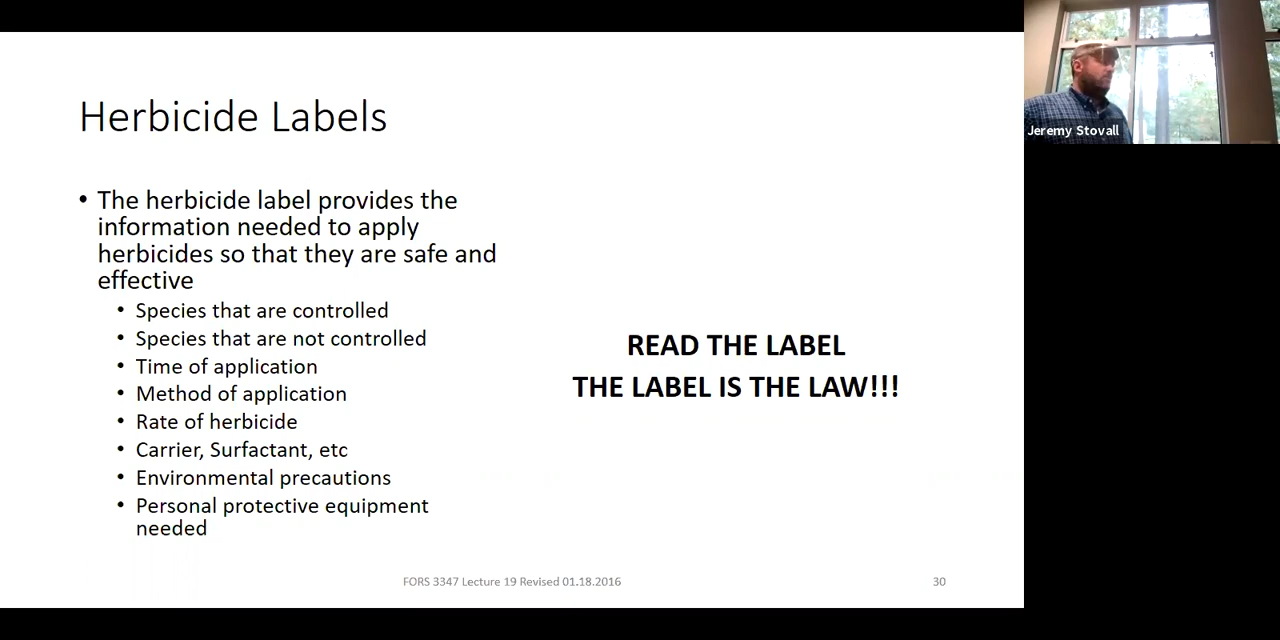 Herbicide Labels
• The herbicide label provides the
information needed to apply
herbicides so that they are safe and
effective
• Species that are controlled
• Species that are not controlled
• Time of application
• Method of application
• Rate of herbicide
• Carrier, Surfactant, etc
• Environmental precautions
• Personal protective equipment
needed
READ THE LABEL
THE LABEL IS THE LAW!!!
FORS 3347 Lecture 19 Revised 01.18.2016
30
Jeremy Stovall